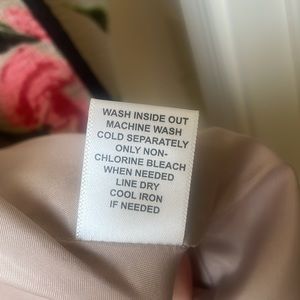 WASH INSIDE OUT
MACHINE WASH
COLD SEPARATELY
ONLY NON-
CHLORINE BLEACH
WHEN NEEDED
LINE DRY
COOL IRON
IF NEEDED